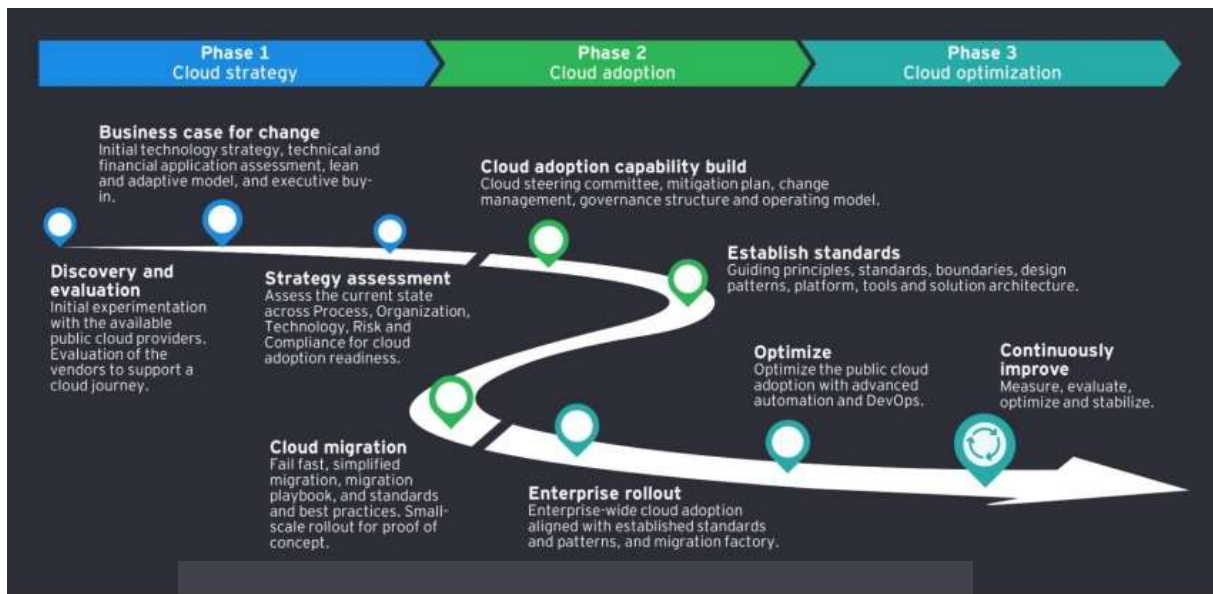 Phase 1
Cloud strategy
Phase 2
Cloud adoption
Phase 3
Cloud optimization
Business case for change
Initial technology strategy, technical and
financial application assessment, lean
and adaptive model, and executive buy-
in.
Cloud adoption capability build
Cloud steering committee, mitigation plan, change
management, governance structure and operating model.
Discovery and
evaluation
Initial experimentation
with the available
public cloud providers.
Evaluation of the
vendors to support a
cloud journey.
Strategy assessment
Assess the current state
across Process, Organization,
Technology, Risk and
Compliance for cloud
adoption readiness.
Establish standards
Guiding principles, standards, boundaries, design
patterns, platform, tools and solution architecture.
Optimize
Optimize the public cloud
adoption with advanced
automation and DevOps.
Continuously
improve
Measure, evaluate,
optimize and stabilize.
Cloud migration
Fail fast, simplified
migration, migration
playbook, and standards
and best practices. Small-
scale rollout for proof of
concept.
Enterprise rollout
Enterprise-wide cloud adoption
aligned with established standards
and patterns, and migration factory.